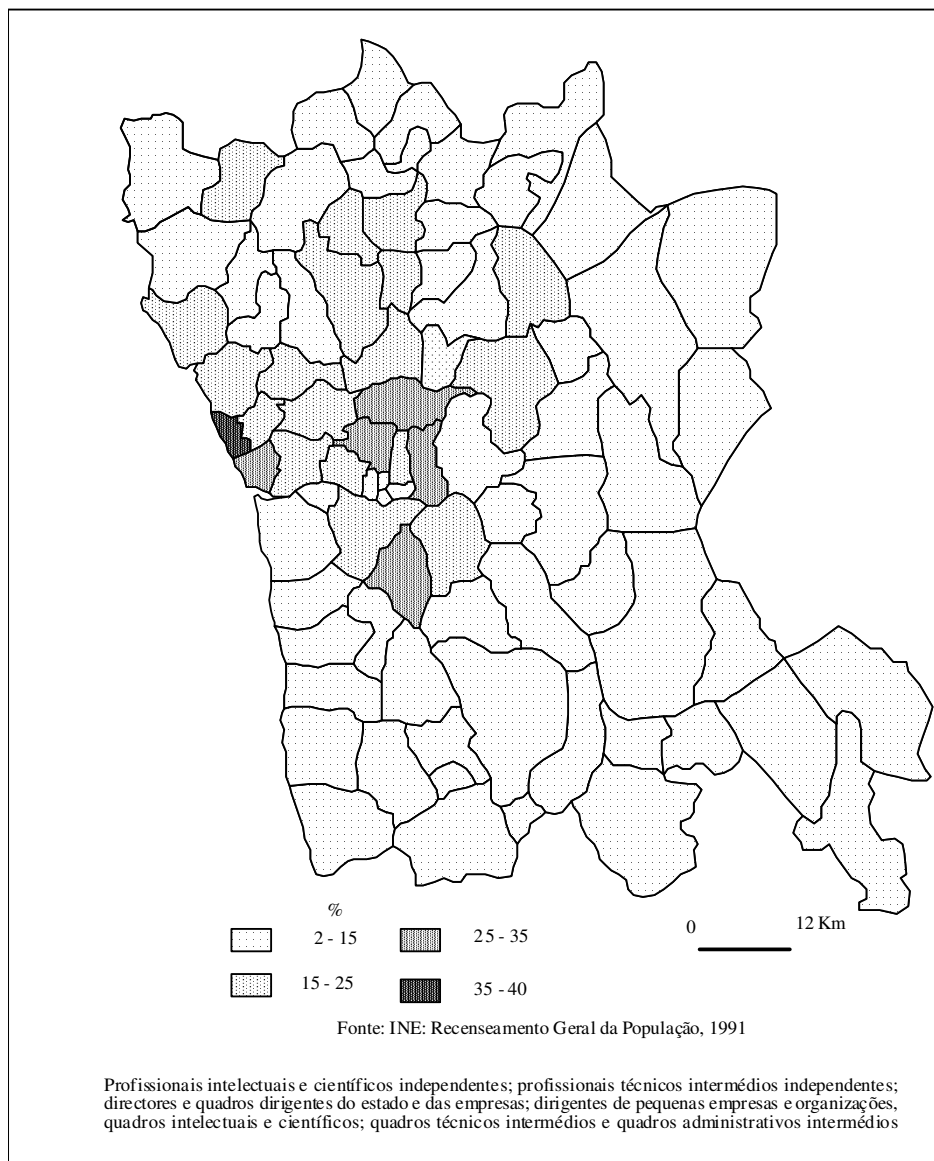 %
2 - 15
25 - 35
15 - 25
35 - 40
0 12 Km
Fonte: INE: Recenseamento Geral da População, 1991
Profissionais intelectuais e científicos independentes; profissionais técnicos intermédios independentes;
directores e quadros dirigentes do estado e das empresas; dirigentes de pequenas empresas e organizações,
quadros intelectuais e científicos; quadros técnicos intermédios e quadros administrativos intermédios